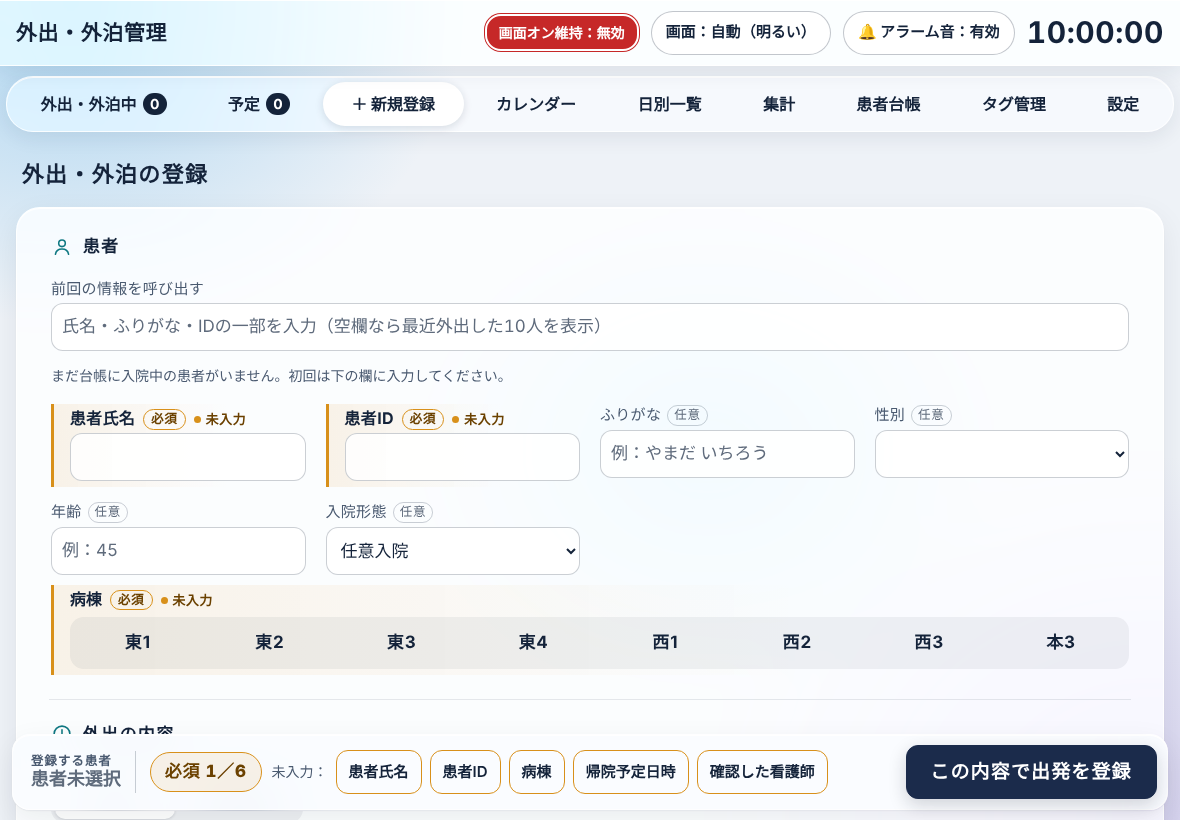 外出・外泊管理
画面オン維持：無効
画面：自動（明るい）
🔔 アラーム音：有効
10:00:00
外出・外泊中 0
予定 0
＋新規登録
カレンダー
日別一覧
集計
患者台帳
タグ管理
設定
外出・外泊の登録
患者
前回の情報を呼び出す
氏名・ふりがな・IDの一部を入力（空欄なら最近外出した10人を表示）
まだ台帳に入院中の患者がいません。初回は下の欄に入力してください。
患者氏名 必須 ●未入力
患者ID 必須 ●未入力
ふりがな 任意
例：やまだ いちろう
性別 任意
年齢 任意
例：45
入院形態 任意
任意入院
病棟 必須 ●未入力
東1
東2
東3
東4
西1
西2
西3
本3
外出の内容
登録する患者
患者未選択
必須 1／6
未入力：
患者氏名
患者ID
病棟
帰院予定日時
確認した看護師
この内容で出発を登録